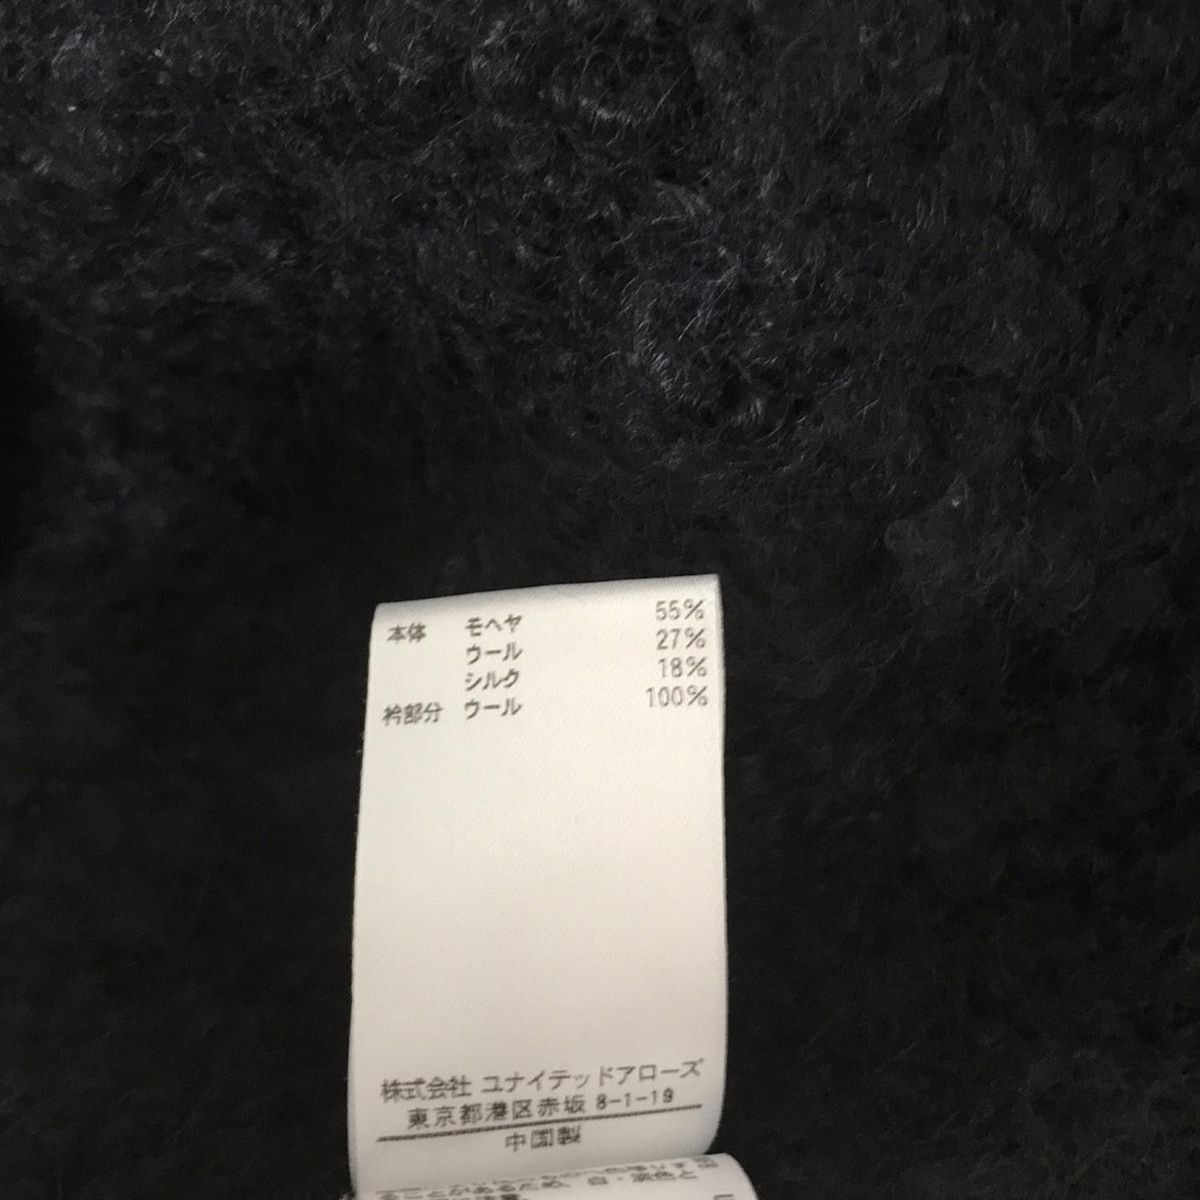 本体 モヘヤ 55%
ウール 27%
シルク 18%
衿部分 ウール 100%
株式会社 ユナイテッドアローズ
東京都港区赤坂 8-1-19
中国製